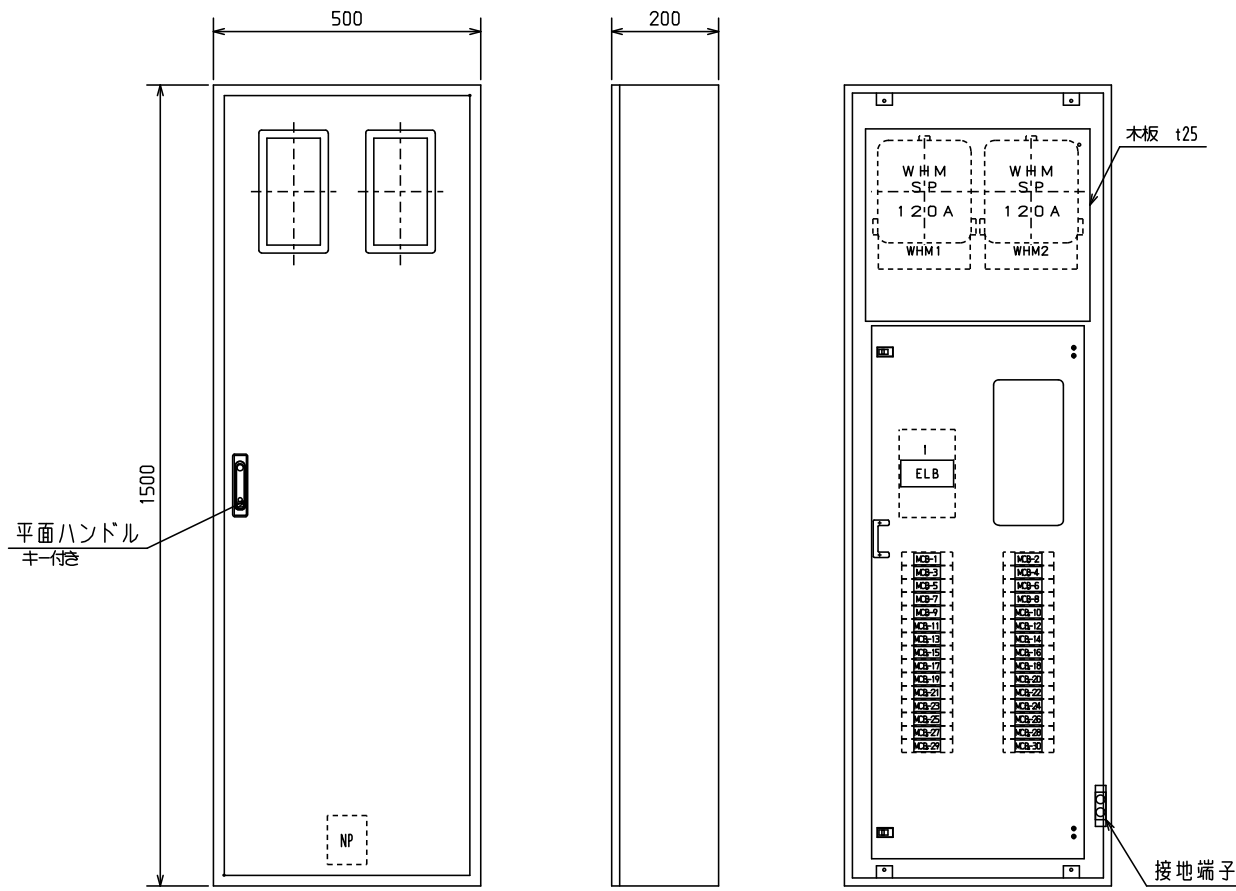 500
200
1500
平面ハンドル
キー付き
NP
木板 t25
WHM
SP
120A
WHM1
WHM
SP
120A
WHM2
ELB
MCB-1 MCB-2
MCB-3 MCB-4
MCB-5 MCB-6
MCB-7 MCB-8
MCB-9 MCB-10
MCB-11 MCB-12
MCB-13 MCB-14
MCB-15 MCB-16
MCB-17 MCB-18
MCB-19 MCB-20
MCB-21 MCB-22
MCB-23 MCB-24
MCB-25 MCB-26
MCB-27 MCB-28
MCB-29 MCB-30
接地端子